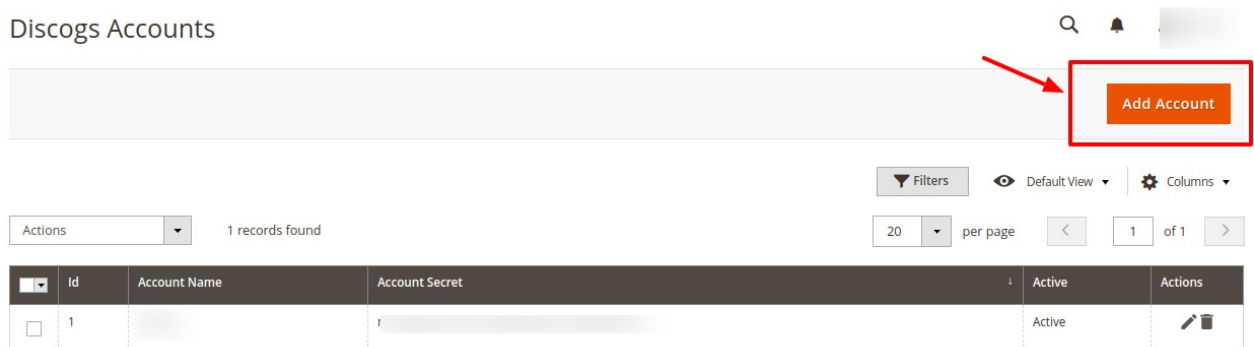 Discogs Accounts
Add Account
Filters Default View Columns
Actions 1 records found 20 per page 1 of 1
Id Account Name Account Secret ↓ Active Actions
1 Active